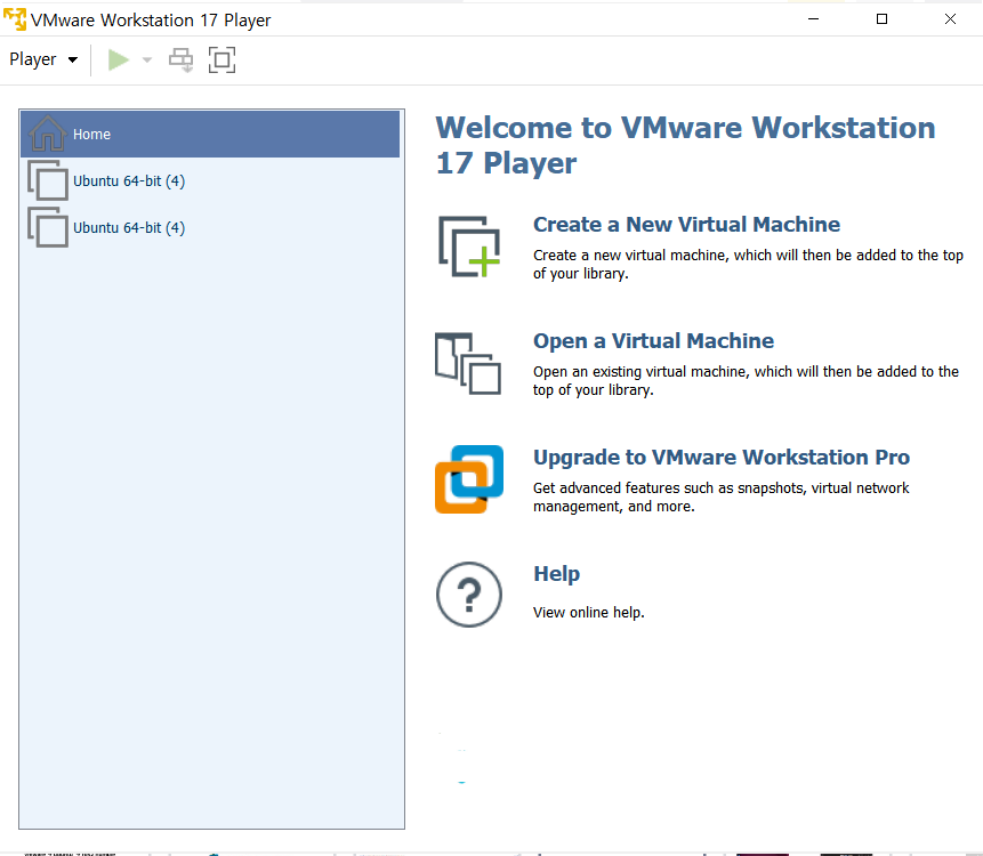 VMware Workstation 17 Player
Player
Home
Ubuntu 64-bit (4)
Ubuntu 64-bit (4)
Welcome to VMware Workstation
17 Player
Create a New Virtual Machine
Create a new virtual machine, which will then be added to the top
of your library.
Open a Virtual Machine
Open an existing virtual machine, which will then be added to the
top of your library.
Upgrade to VMware Workstation Pro
Get advanced features such as snapshots, virtual network
management, and more.
?
Help
View online help.